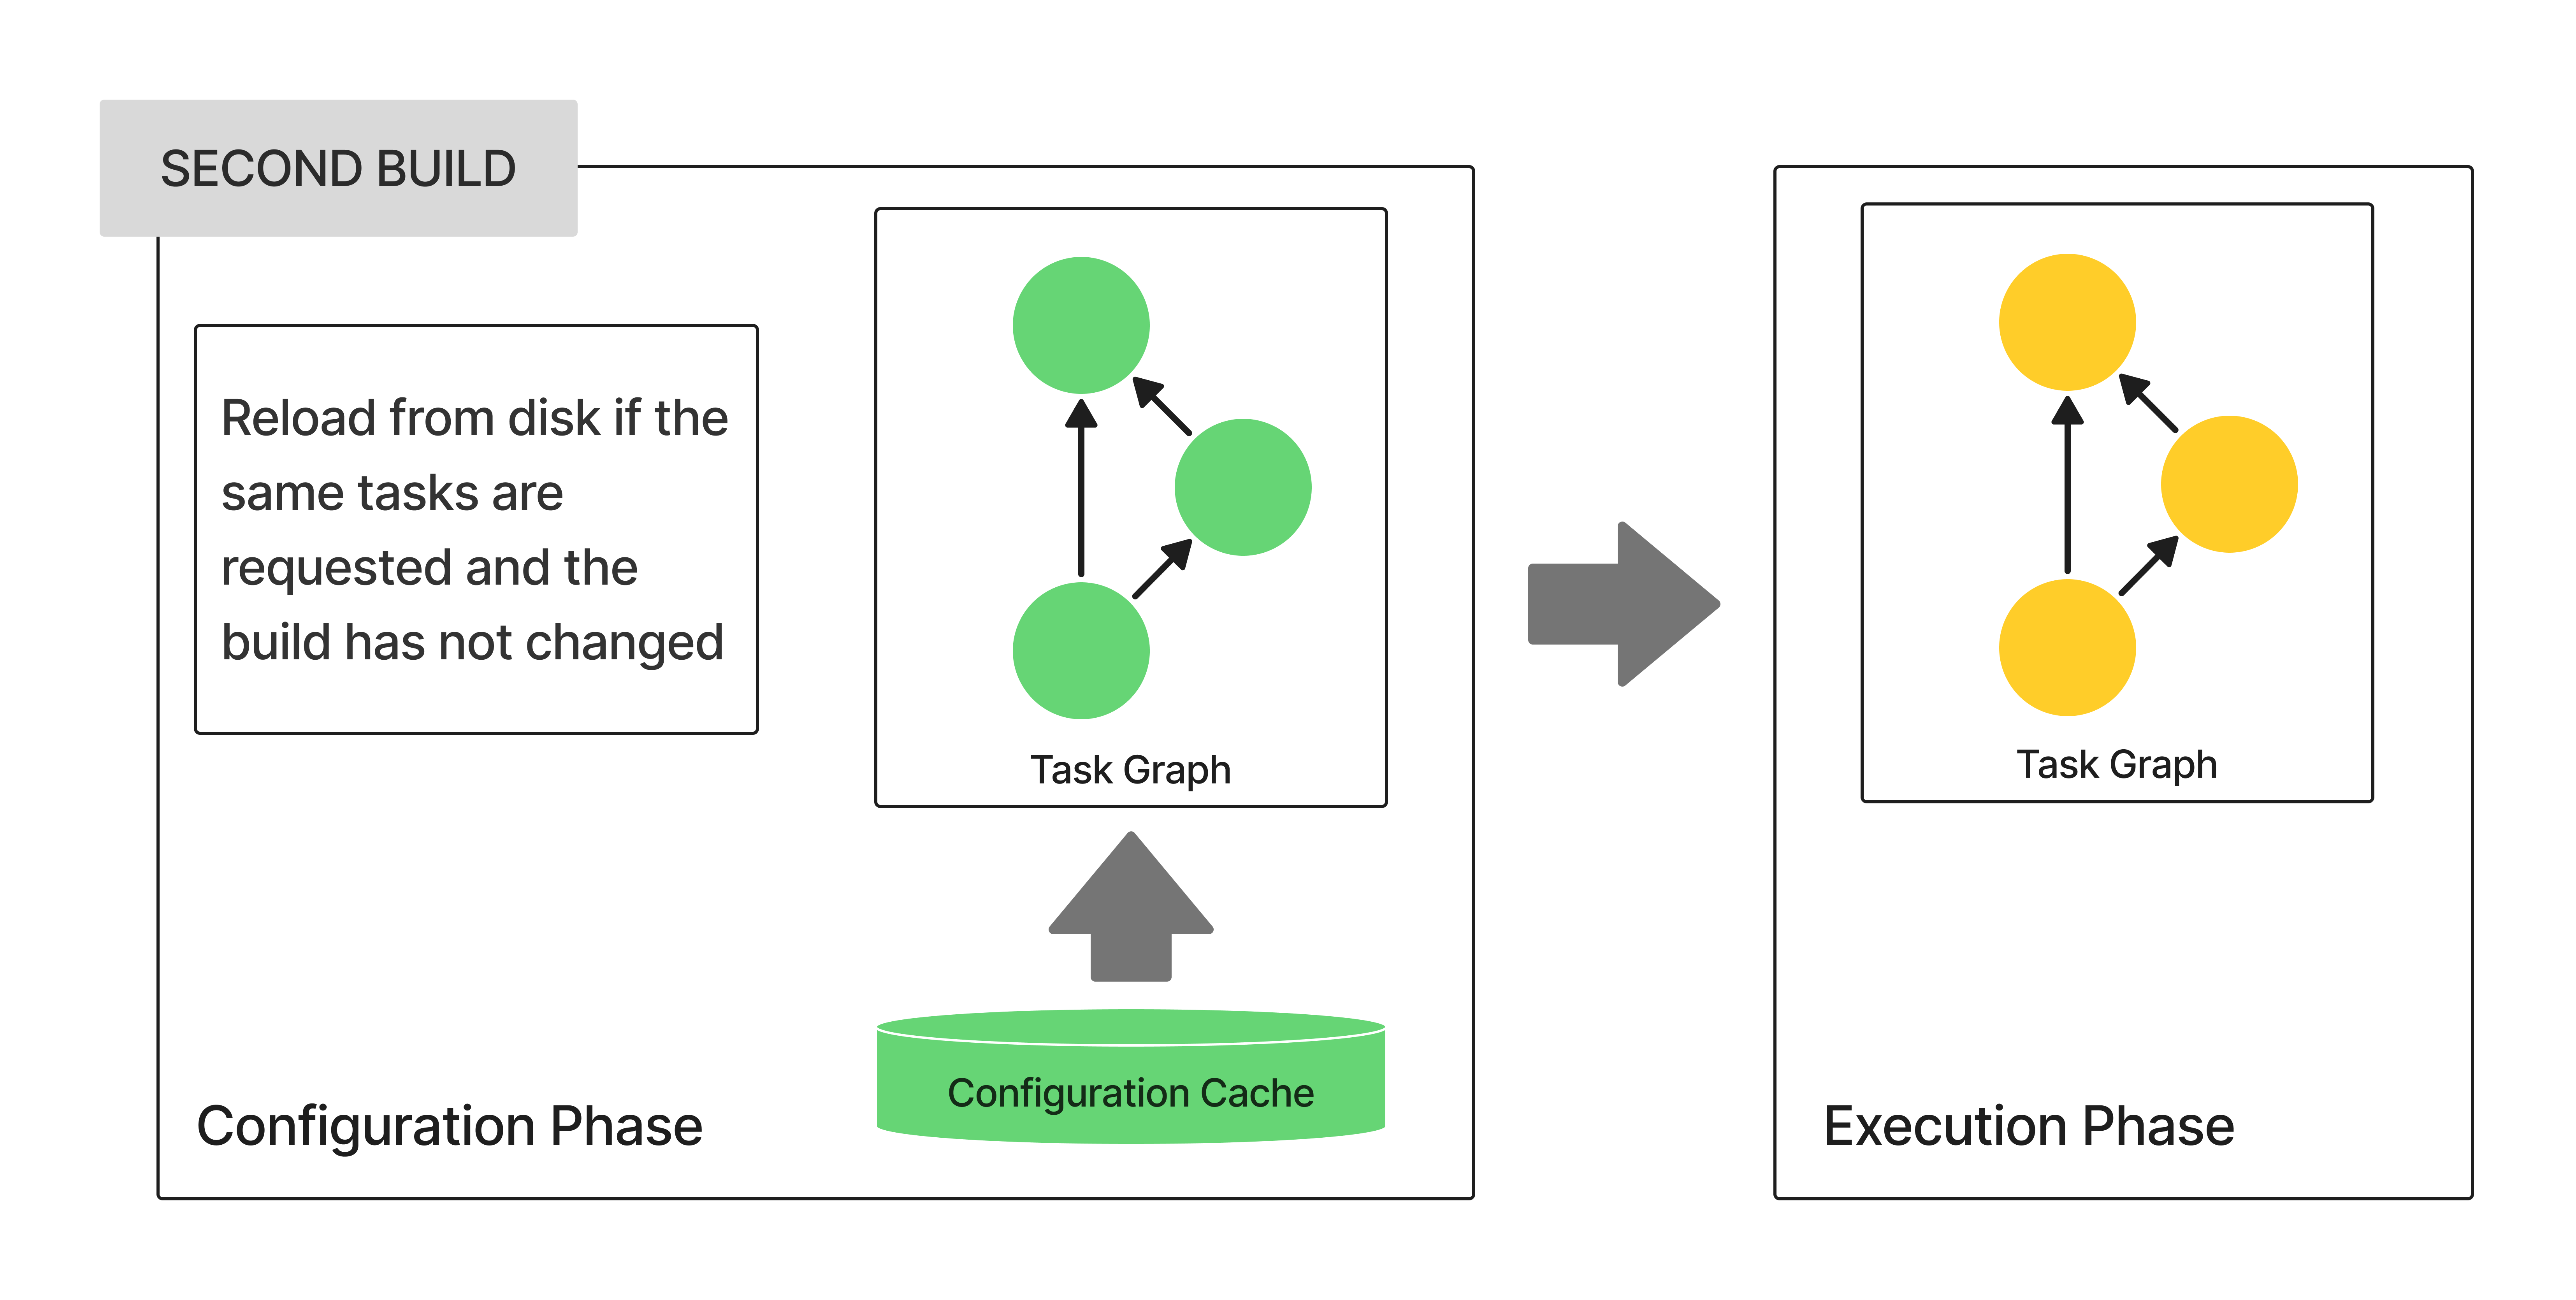 SECOND BUILD
Reload from disk if the
same tasks are
requested and the
build has not changed
Task Graph
Configuration Cache
Configuration Phase
Task Graph
Execution Phase